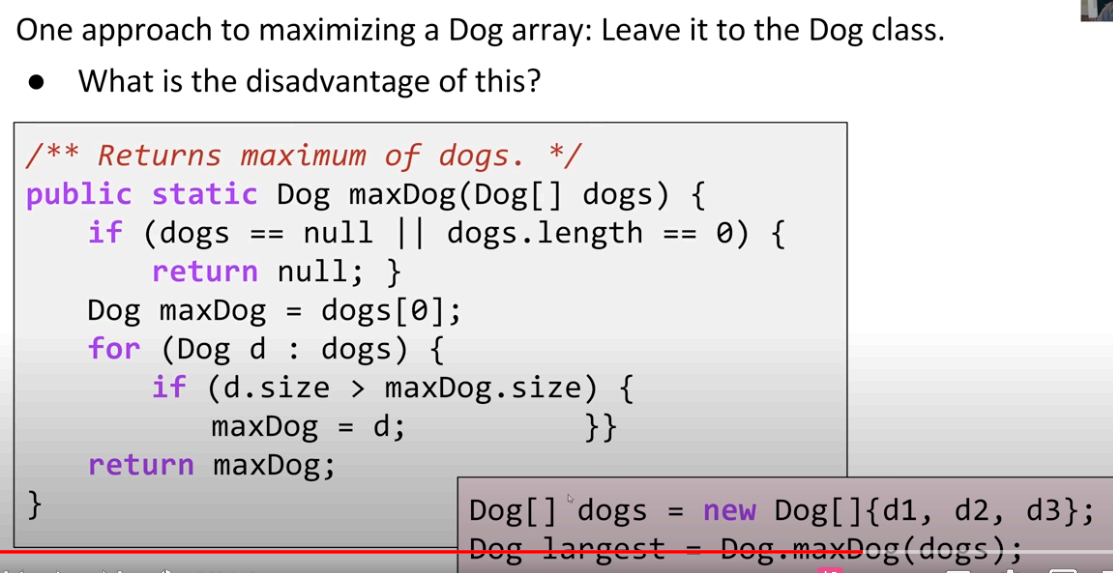 One approach to maximizing a Dog array: Leave it to the Dog class.
● What is the disadvantage of this?
/** Returns maximum of dogs. */
public static Dog maxDog(Dog[] dogs) {
if (dogs == null || dogs.length == 0) {
return null; }
Dog maxDog = dogs[0];
for (Dog d : dogs) {
if (d.size > maxDog.size) {
maxDog = d; }}
return maxDog;
}
Dog[] dogs = new Dog[]{d1, d2, d3};
Dog largest = Dog.maxDog(dogs);